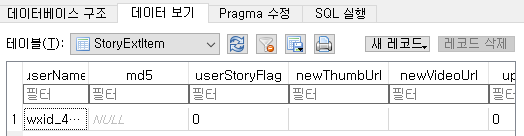 데이터베이스 구조 데이터 보기 Pragma 수정 SQL 실행
테이블(T): StoryExtItem 새 레코드 레코드 삭제
userName md5 userStoryFlag newThumbUrl newVideoUrl up
필터 필터 필터 필터 필터 필터
1 wxid_4… NULL 0 0